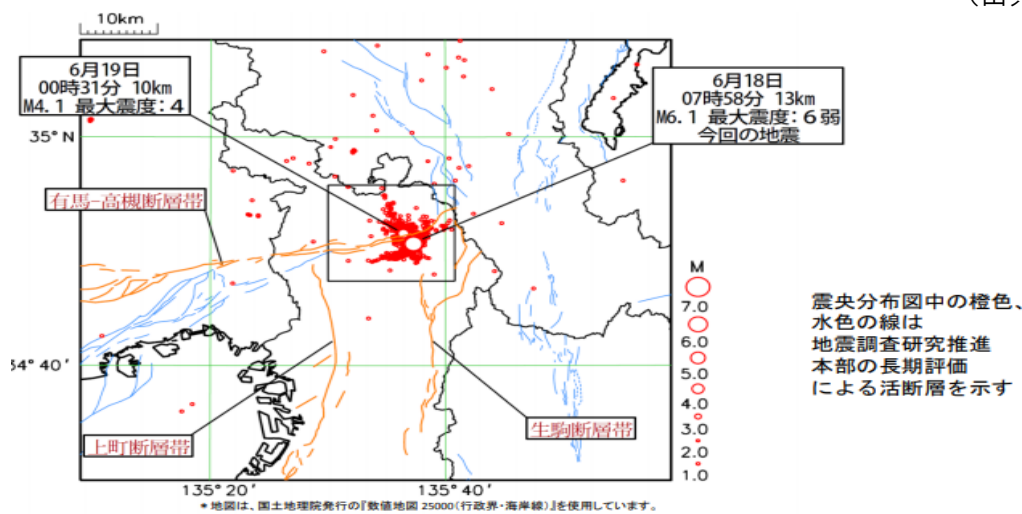 (出
10km
6月19日
00時31分 10km
M4.1 最大震度:4
6月18日
07時58分 13km
M6.1 最大震度:6弱
今回の地震
35°N
有馬-高槻断層帯
M
7.0
6.0
5.0
4.0
3.0
2.0
1.0
震央分布図中の橙色、
水色の線は
地震調査研究推進
本部の長期評価
による活断層を示す
34°40′
上町断層帯
生駒断層帯
135°20′
135°40′
*地図は、国土地理院発行の『数値地図25000(行政界・海岸線)』を使用しています。